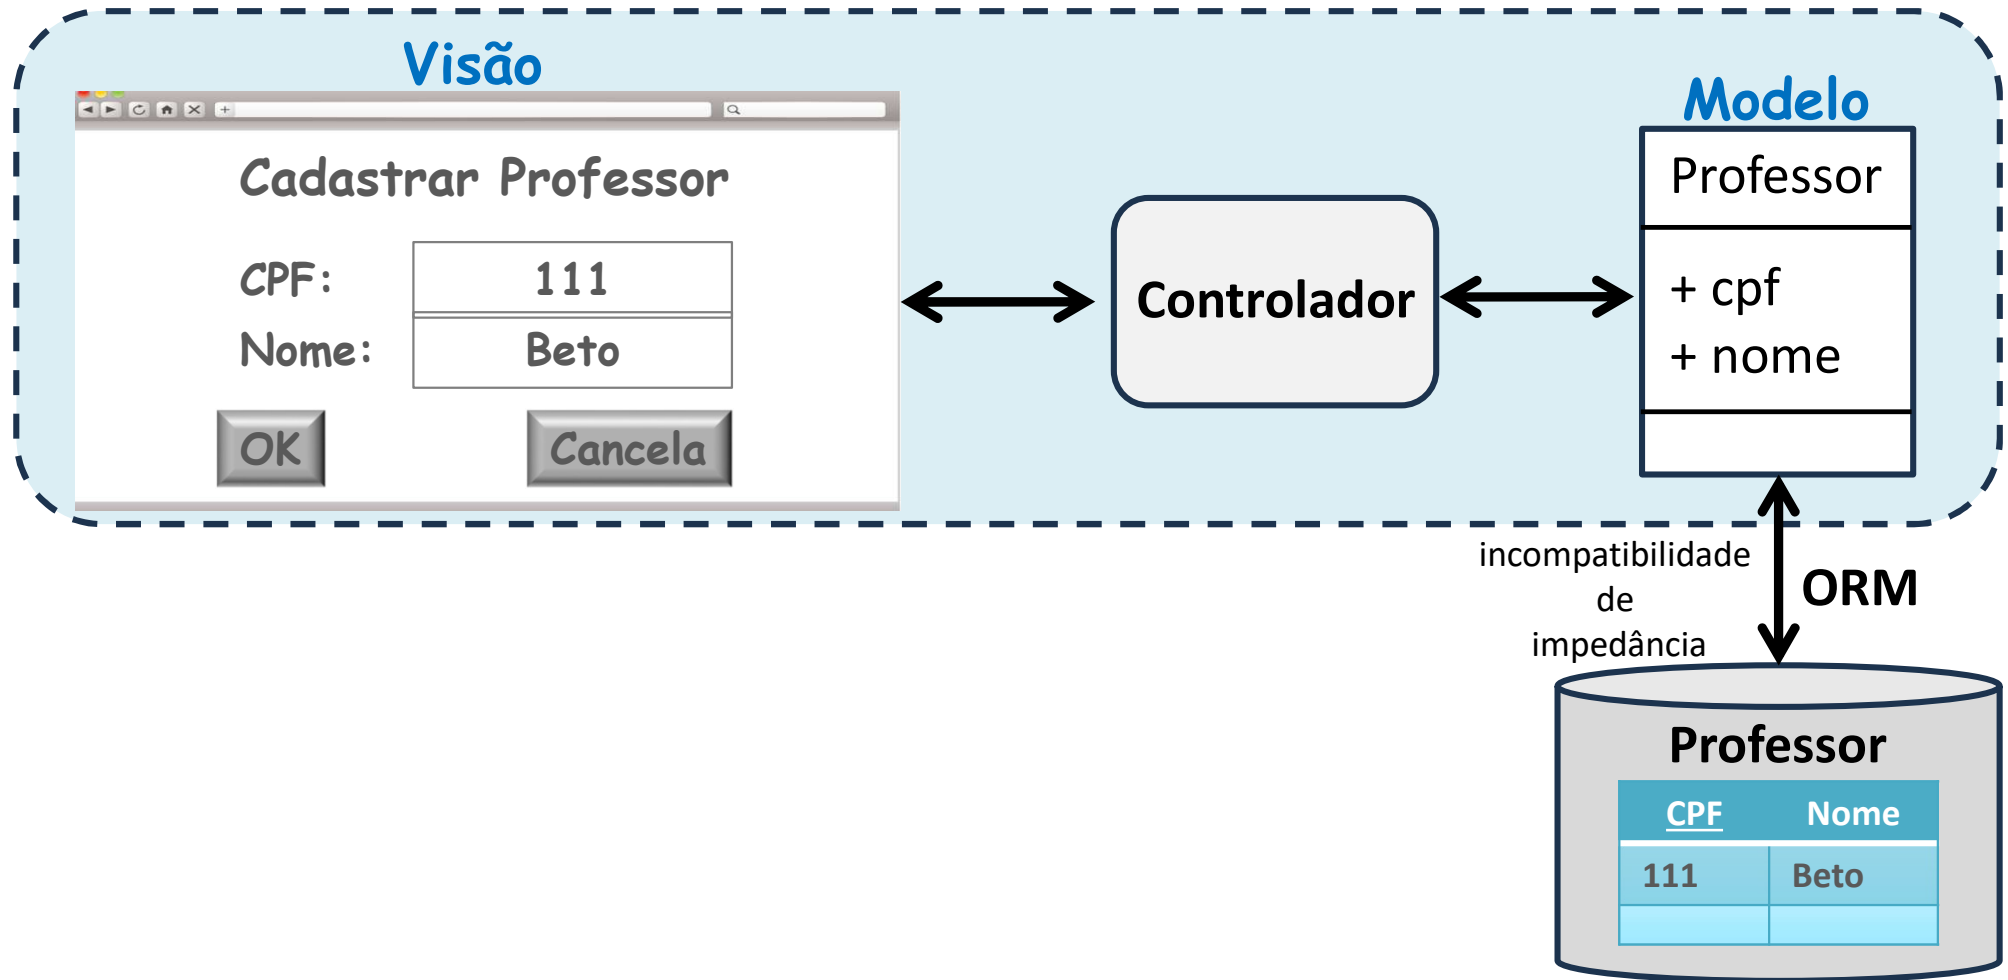 Visão
Cadastrar Professor
CPF: 111
Nome: Beto
OK Cancela
Controlador
Modelo
Professor
+ cpf
+ nome
incompatibilidade
de
impedância
ORM
Professor
CPF Nome
111 Beto